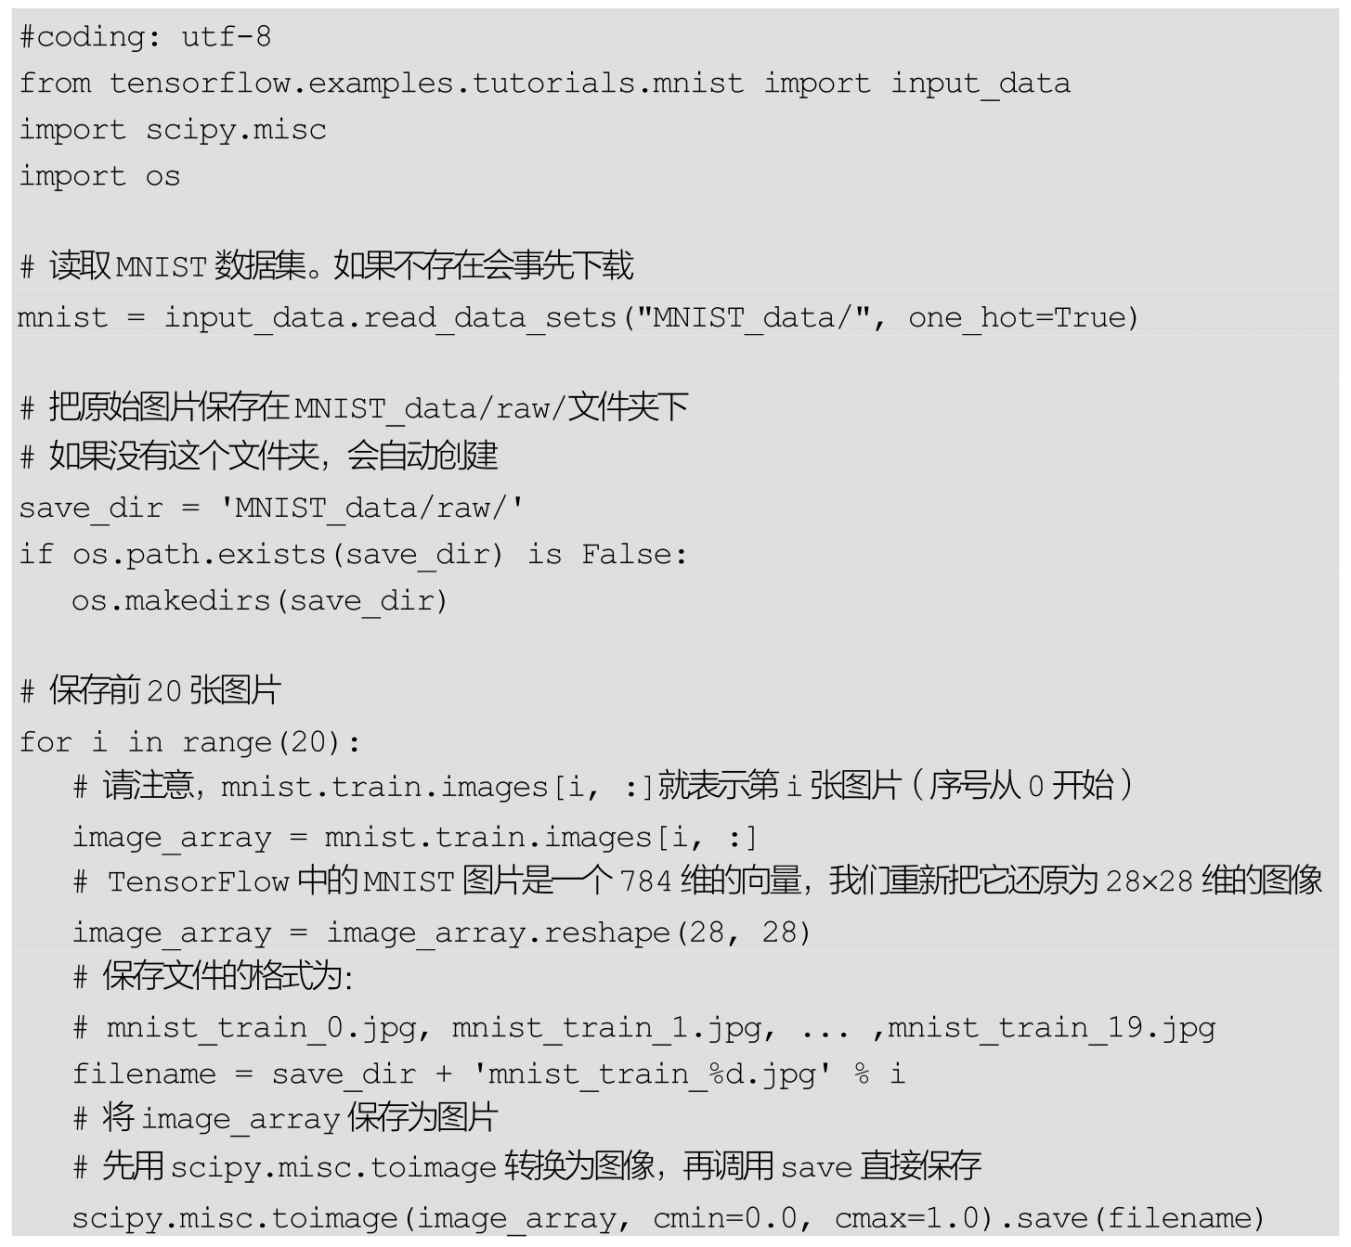 #coding: utf-8
from tensorflow.examples.tutorials.mnist import input_data
import scipy.misc
import os
# 读取 MNIST 数据集。如果不存在会事先下载
mnist = input_data.read_data_sets("MNIST_data/", one_hot=True)
# 把原始图片保存在 MNIST_data/raw/文件夹下
# 如果没有这个文件夹，会自动创建
save_dir = 'MNIST_data/raw/'
if os.path.exists(save_dir) is False:
   os.makedirs(save_dir)
# 保存前 20 张图片
for i in range(20):
   # 请注意，mnist.train.images[i, :]就表示第 i 张图片（序号从 0 开始）
   image_array = mnist.train.images[i, :]
   # TensorFlow 中的 MNIST 图片是一个 784 维的向量，我们重新把它还原为 28×28 维的图像
   image_array = image_array.reshape(28, 28)
   # 保存文件的格式为:
   # mnist_train_0.jpg, mnist_train_1.jpg, ... ,mnist_train_19.jpg
   filename = save_dir + 'mnist_train_%d.jpg' % i
   # 将 image_array 保存为图片
   # 先用 scipy.misc.toimage 转换为图像，再调用 save 直接保存
   scipy.misc.toimage(image_array, cmin=0.0, cmax=1.0).save(filename)